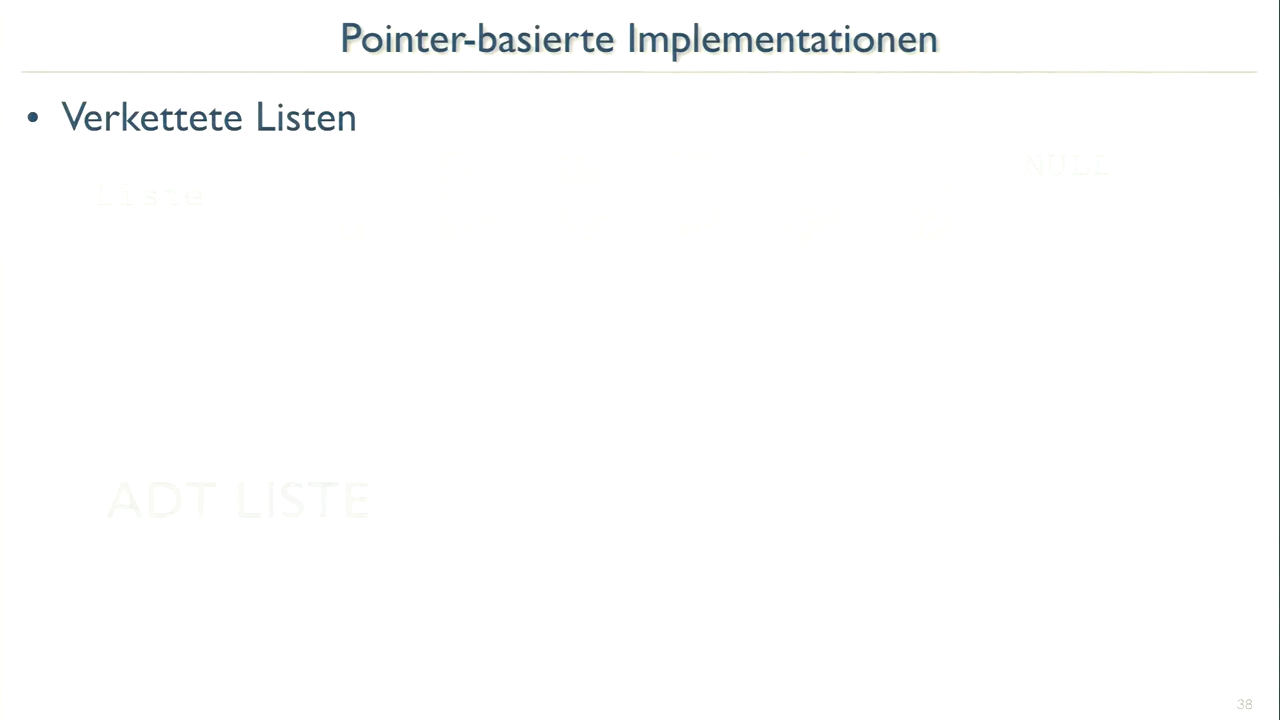 Pointer-basierte Implementationen
• Verkettete Listen
NULL
Liste
ADT LISTE
38